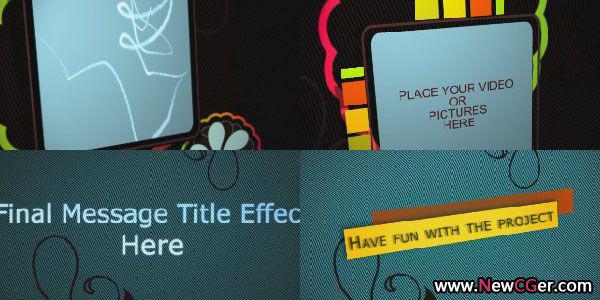 PLACE YOUR VIDEO
OR
PICTURES
HERE
Final Message Title Effec
Here
HAVE FUN WITH THE PROJECT
www.NewCGer.com